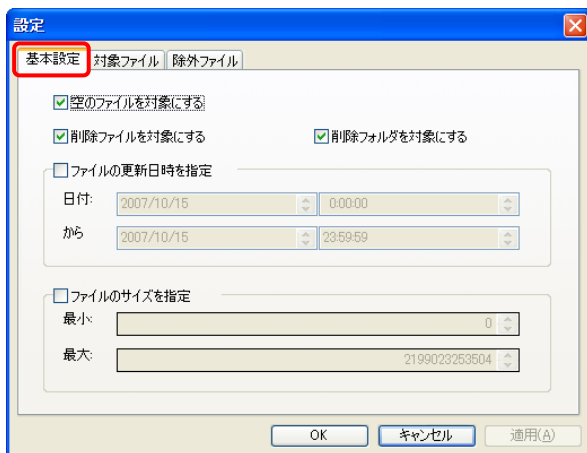 設定
基本設定 対象ファイル 除外ファイル
空のファイルを対象にする
削除ファイルを対象にする 削除フォルダを対象にする
ファイルの更新日時を指定
日付: 2007/10/15 0:00:00
から 2007/10/15 23:59:59
ファイルのサイズを指定
最小: 0
最大: 2199023253504
OK キャンセル 適用(A)